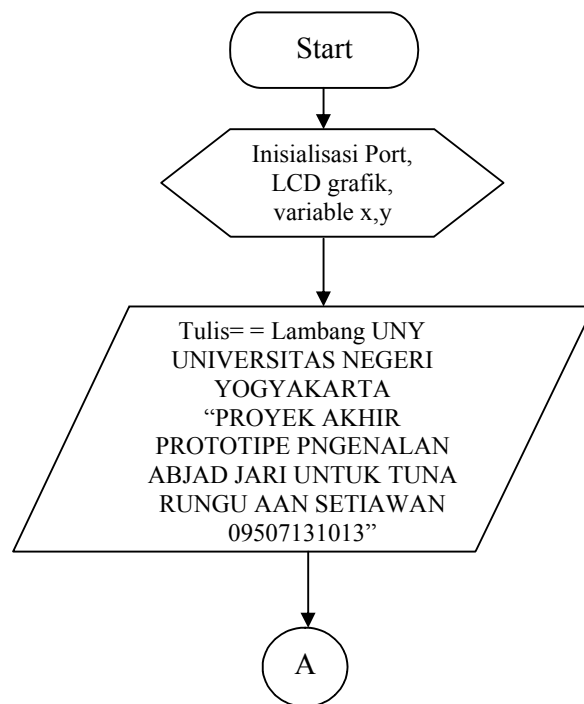 Start
Inisialisasi Port,
LCD grafik,
variable x,y
Tulis= = Lambang UNY
UNIVERSITAS NEGERI
YOGYAKARTA
“PROYEK AKHIR
PROTOTIPE PNGENALAN
ABJAD JARI UNTUK TUNA
RUNGU AAN SETIAWAN
09507131013”
A